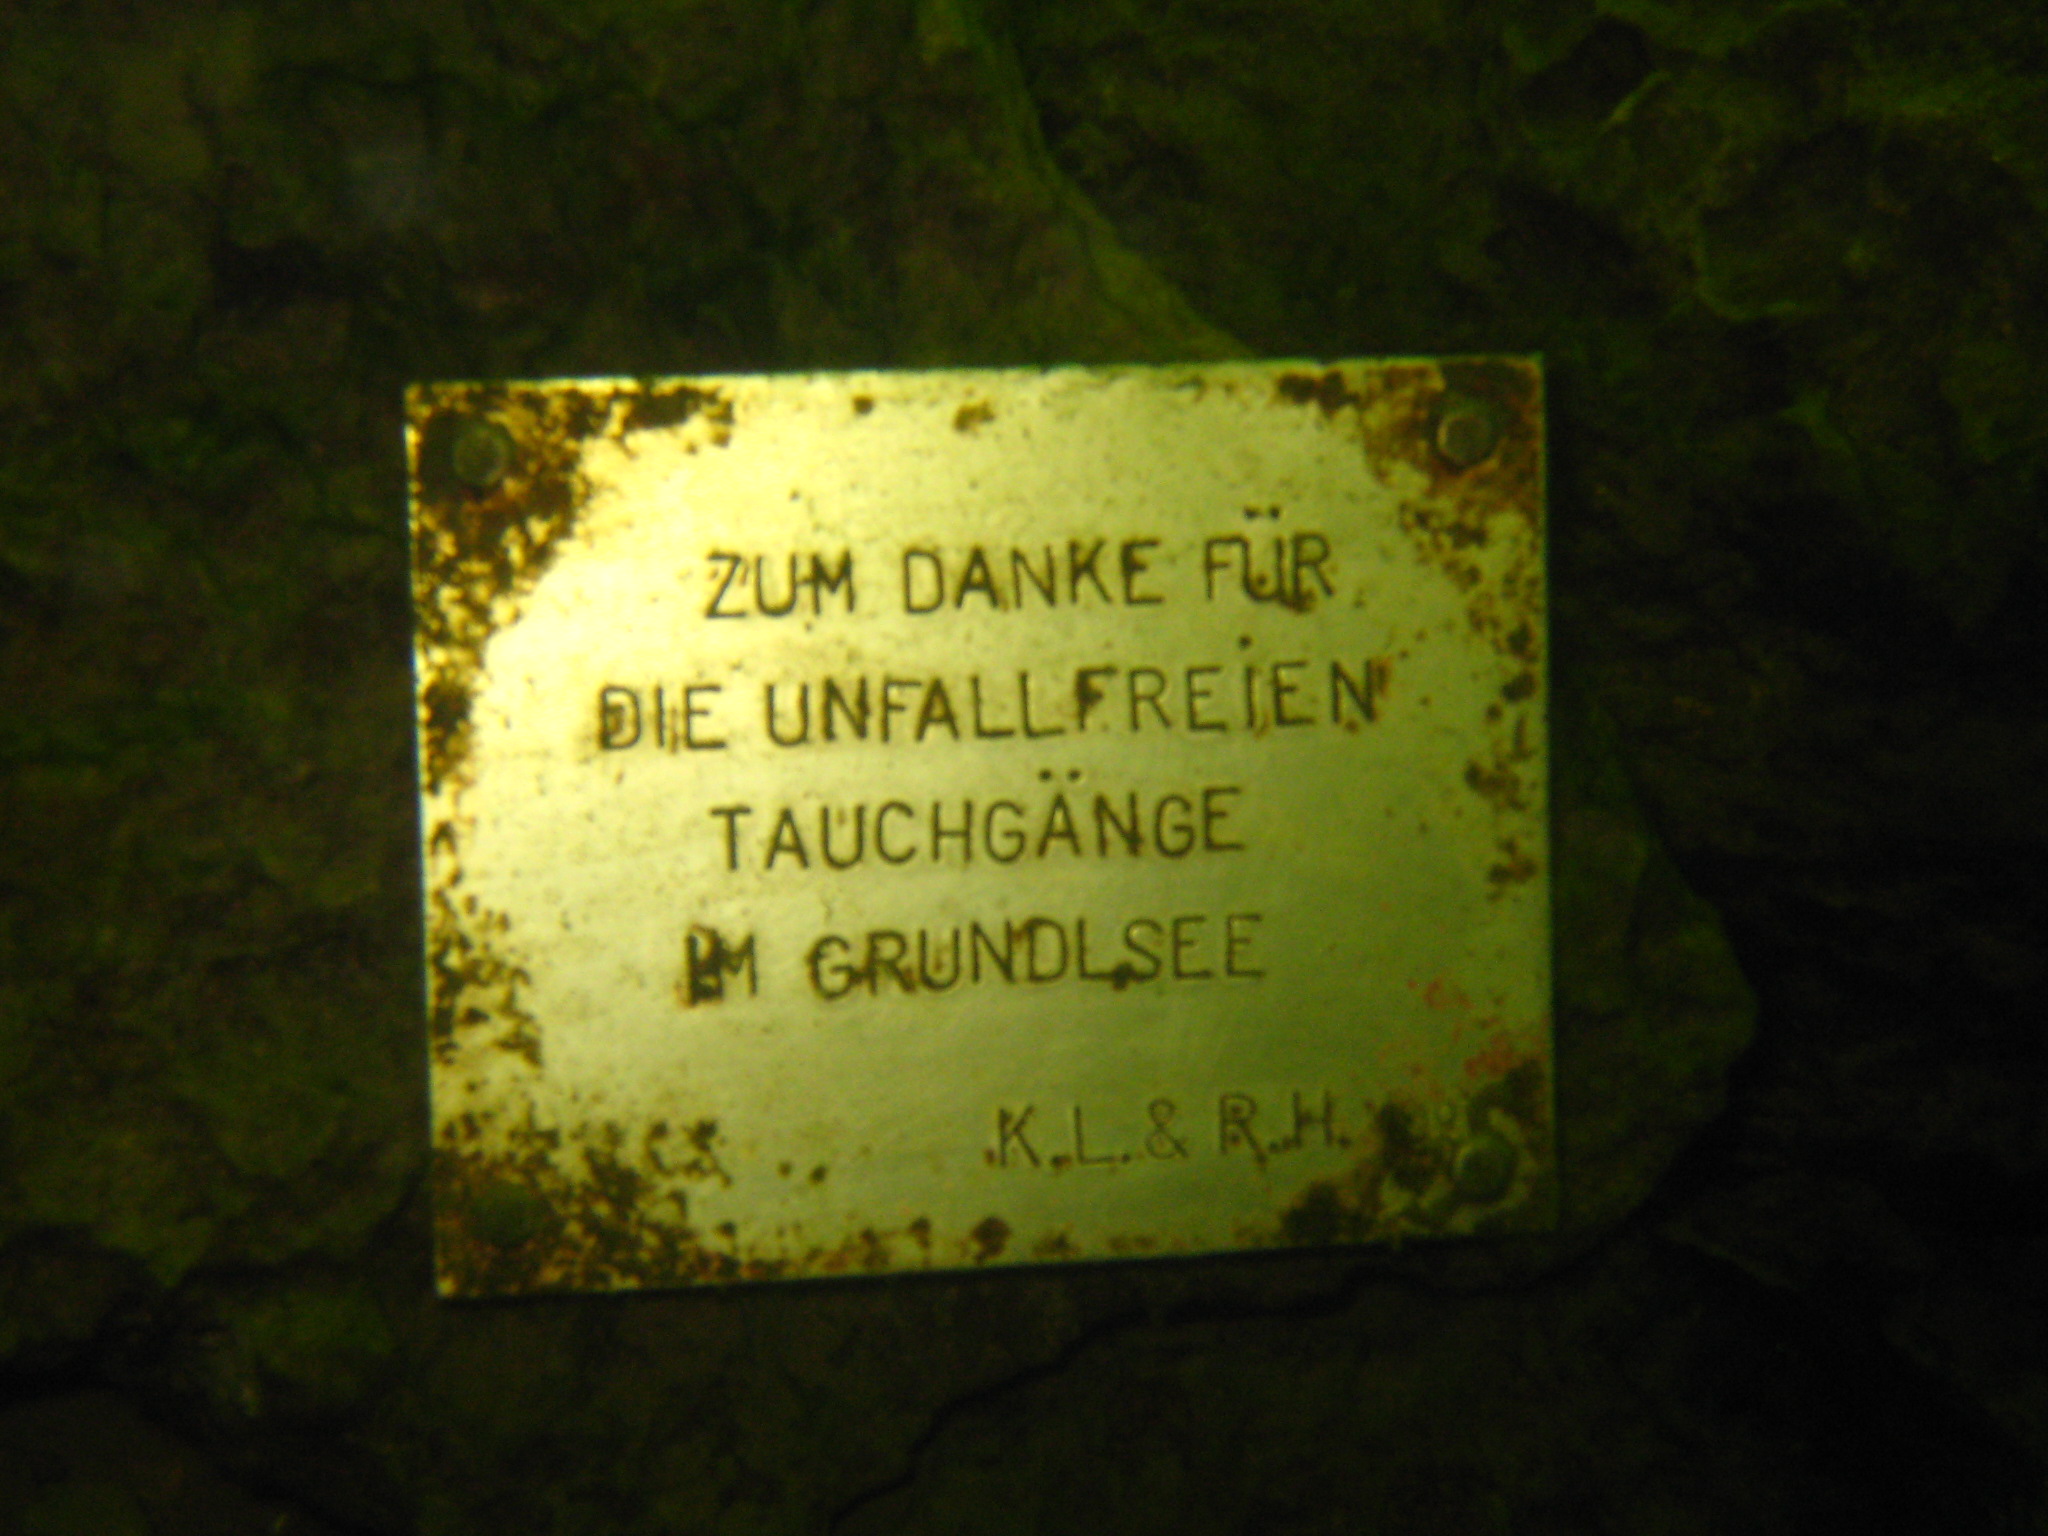 ZUM DANKE FÜR
DIE UNFALLFREIEN
TAUCHGÄNGE
IM GRUNDLSEE
K.L. & R.H.